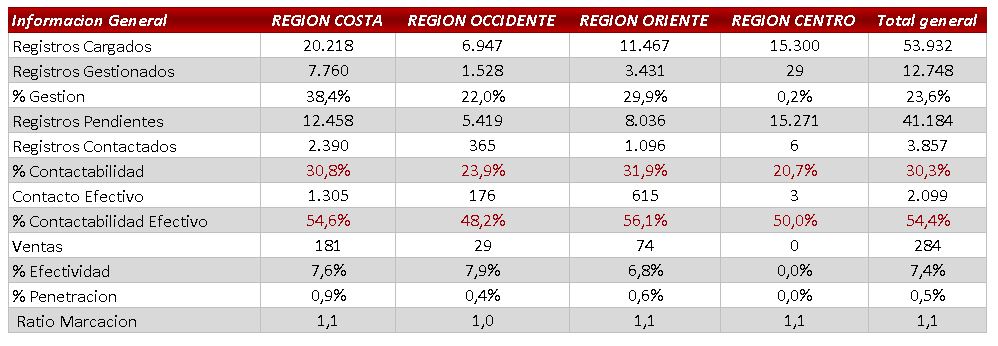 Informacion General REGION COSTA REGION OCCIDENTE REGION ORIENTE REGION CENTRO Total general
Registros Cargados 20.218 6.947 11.467 15.300 53.932
Registros Gestionados 7.760 1.528 3.431 29 12.748
% Gestion 38,4% 22,0% 29,9% 0,2% 23,6%
Registros Pendientes 12.458 5.419 8.036 15.271 41.184
Registros Contactados 2.390 365 1.096 6 3.857
% Contactabilidad 30,8% 23,9% 31,9% 20,7% 30,3%
Contacto Efectivo 1.305 176 615 3 2.099
% Contactabilidad Efectivo 54,6% 48,2% 56,1% 50,0% 54,4%
Ventas 181 29 74 0 284
% Efectividad 7,6% 7,9% 6,8% 0,0% 7,4%
% Penetracion 0,9% 0,4% 0,6% 0,0% 0,5%
Ratio Marcacion 1,1 1,0 1,1 1,1 1,1